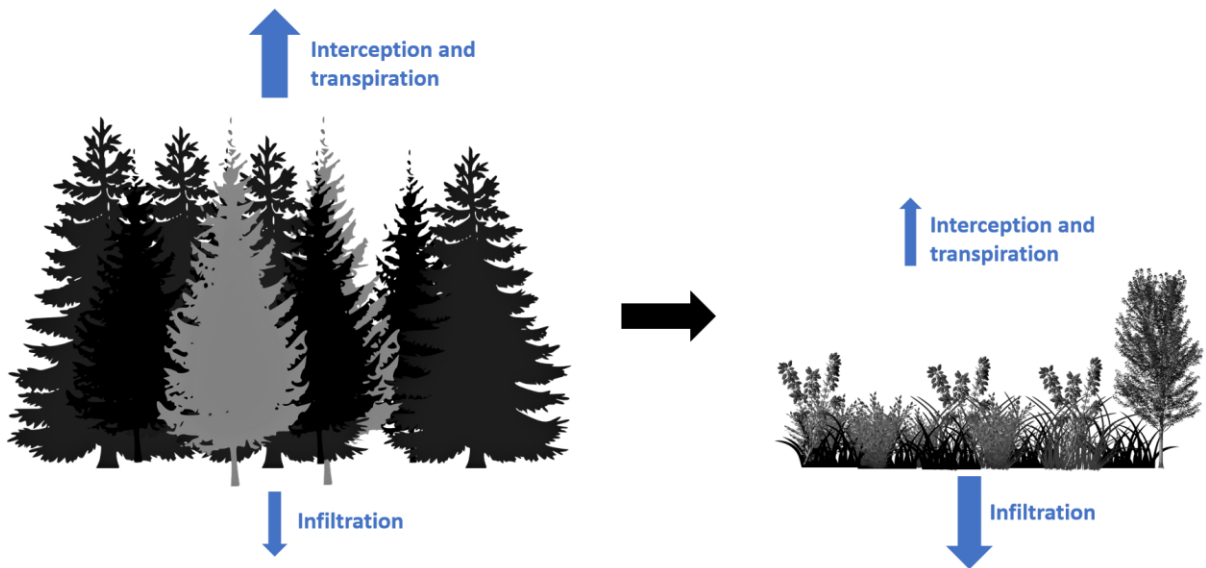 Interception and
transpiration
Infiltration
Interception and
transpiration
Infiltration